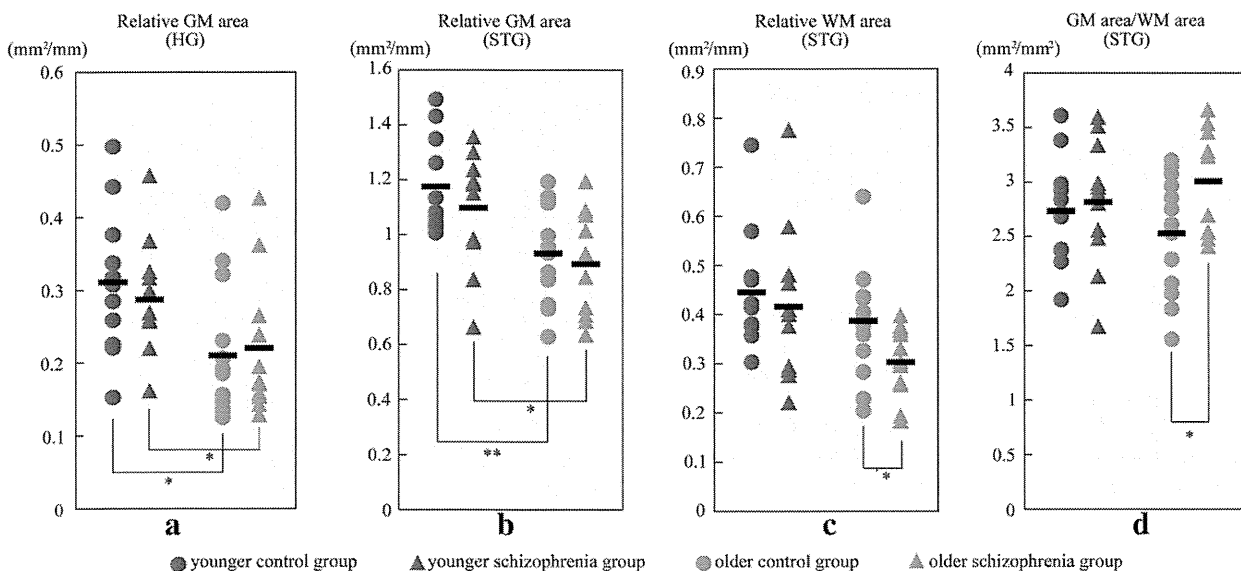 Relative GM area
(HG)
(mm²/mm)
0.6
0.5
0.4
0.3
0.2
0.1
0
*
*
a
Relative GM area
(STG)
(mm²/mm)
1.6
1.4
1.2
1
0.8
0.6
0.4
0.2
0
*
**
b
Relative WM area
(STG)
(mm²/mm)
0.9
0.8
0.7
0.6
0.5
0.4
0.3
0.2
0.1
0
*
c
GM area/WM area
(STG)
(mm²/mm²)
4
3.5
3
2.5
2
1.5
1
0.5
0
*
d
younger control group
younger schizophrenia group
older control group
older schizophrenia group